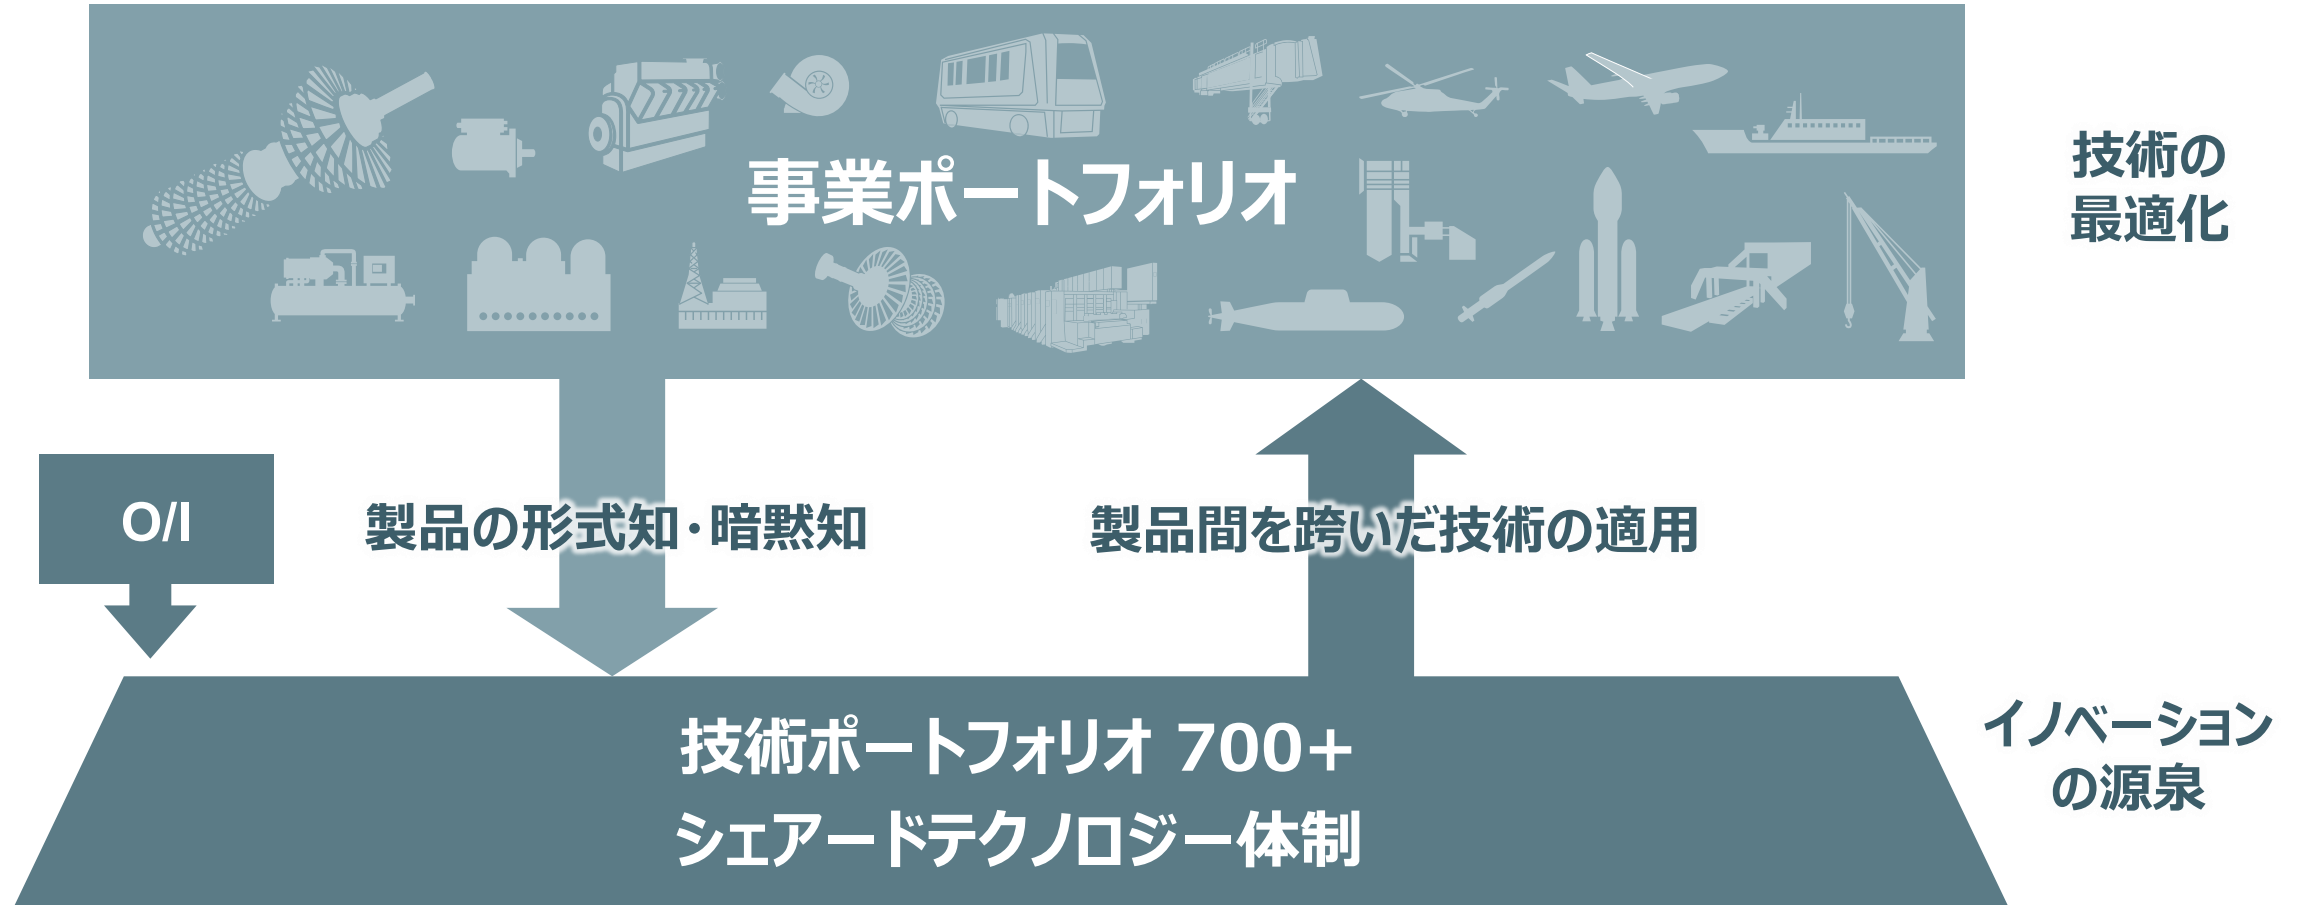 事業ポートフォリオ
技術の
最適化
O/I
製品の形式知・暗黙知
製品間を跨いだ技術の適用
技術ポートフォリオ 700+
シェアードテクノロジー体制
イノベーション
の源泉